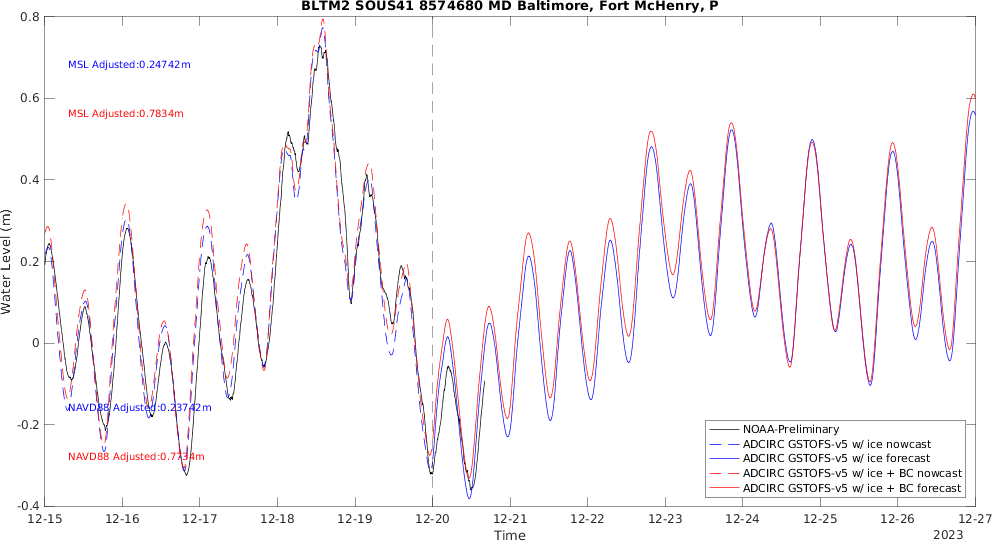 BLTM2 SOUS41 8574680 MD Baltimore, Fort McHenry, P
0.8
0.6
0.4
0.2
0
-0.2
-0.4
Water Level (m)
MSL Adjusted:0.24742m
MSL Adjusted:0.7834m
NAVD88 Adjusted:0.23742m
NAVD88 Adjusted:0.7734m
NOAA-Preliminary
ADCIRC GSTOFS-v5 w/ ice nowcast
ADCIRC GSTOFS-v5 w/ ice forecast
ADCIRC GSTOFS-v5 w/ ice + BC nowcast
ADCIRC GSTOFS-v5 w/ ice + BC forecast
12-15 12-16 12-17 12-18 12-19 12-20 12-21 12-22 12-23 12-24 12-25 12-26 12-27
Time
2023